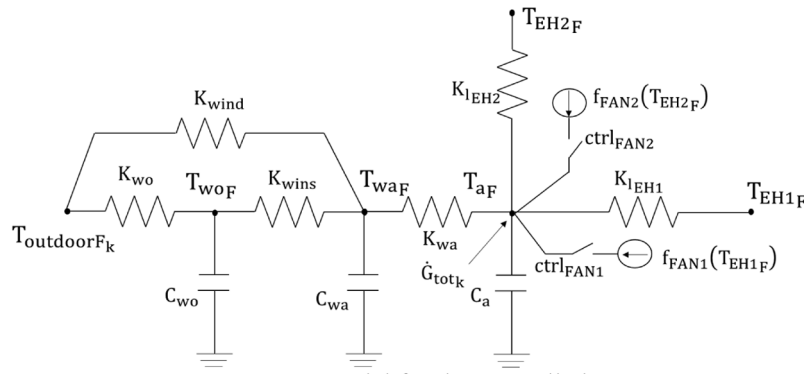 T_EH2_F
K_l_EH2
f_FAN2(T_EH2_F)
ctrl_FAN2
K_wind
K_wo
T_wo_F
K_wins
T_wa_F
T_a_F
K_l_EH1
T_EH1_F
T_outdoorF_k
K_wa
Ġ_tot_k
ctrl_FAN1
f_FAN1(T_EH1_F)
C_wo
C_wa
C_a